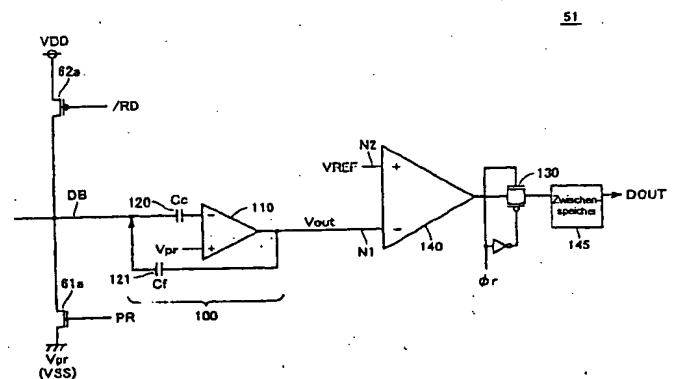 51
VDD
62a
/RD
N2
VREF
+
130
DB
120
Cc
-
110
Vout
Zwischen-
speicher
DOUT
Vpr
+
N1
-
140
145
121
Cf
61a
PR
100
ϕr
Vpr
(VSS)